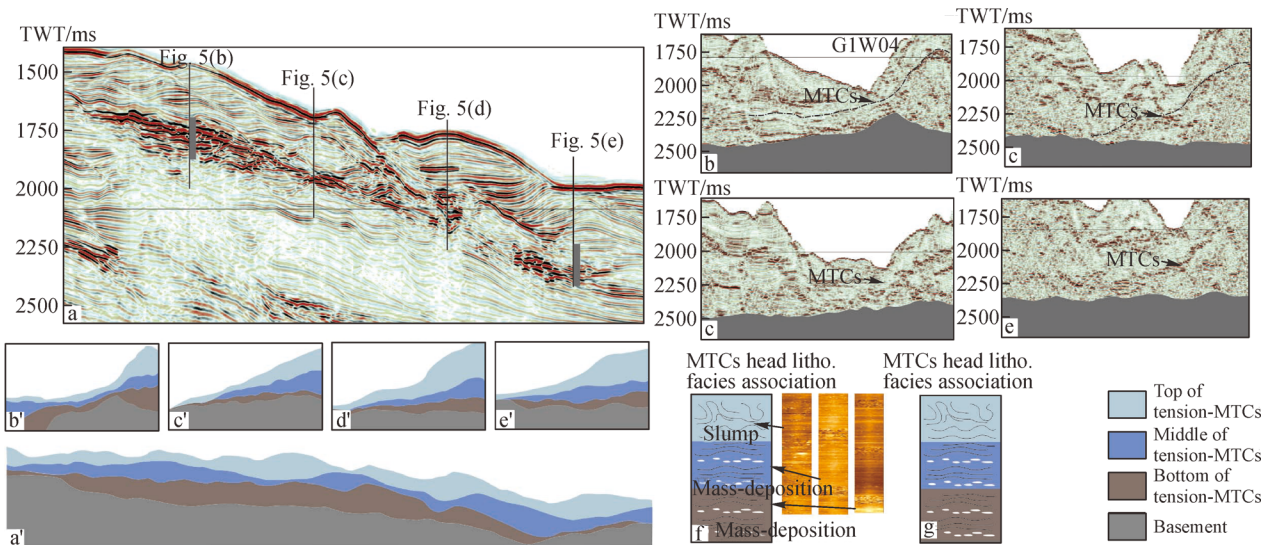 TWT/ms
1500
1750
2000
2250
2500
Fig. 5(b)
Fig. 5(c)
Fig. 5(d)
Fig. 5(e)
a
TWT/ms
1750
2000
2250
2500
G1W04
MTCs
b
TWT/ms
1750
2000
2250
2500
MTCs
c
TWT/ms
1750
2000
2250
2500
MTCs
c
TWT/ms
1750
2000
2250
2500
MTCs
e
b'
c'
d'
e'
a'
MTCs head litho.
facies association
Slump
Mass-deposition
Mass-deposition
f
MTCs head litho.
facies association
g
Top of
tension-MTCs
Middle of
tension-MTCs
Bottom of
tension-MTCs
Basement